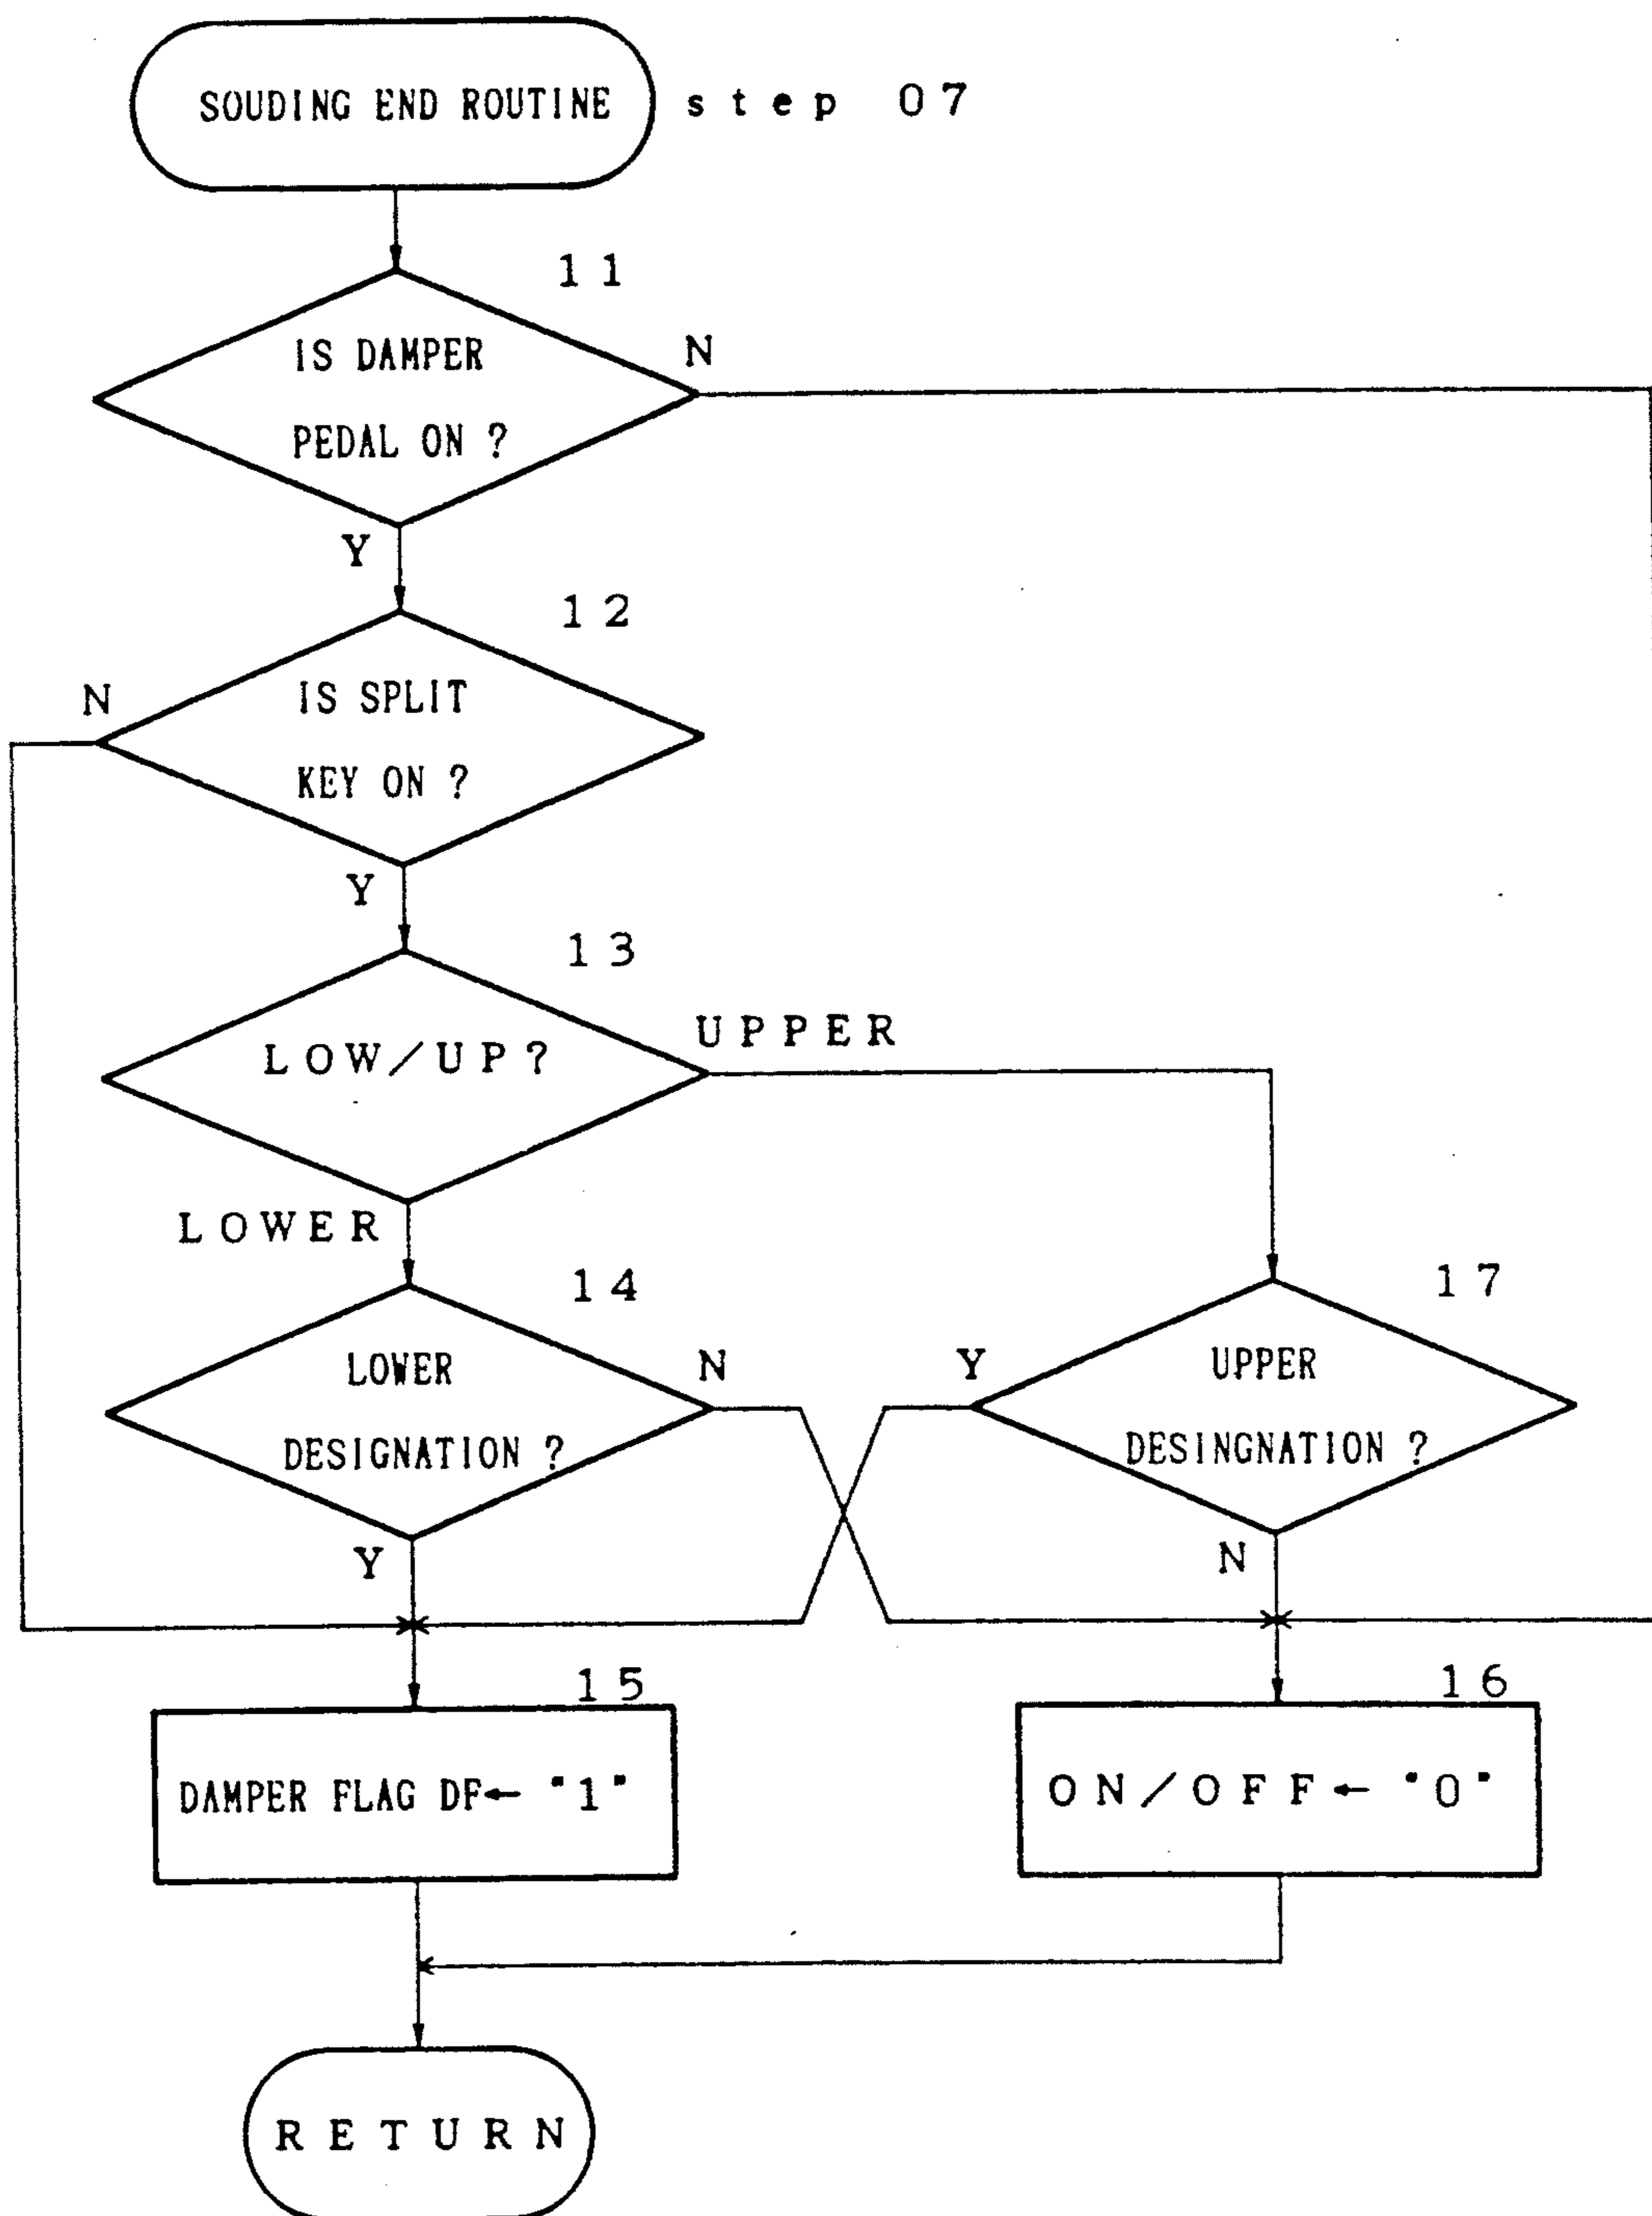 SOUDING END ROUTINE step 07
11
IS DAMPER
PEDAL ON ?
N
Y
12
N
IS SPLIT
KEY ON ?
Y
13
LOW/UP?
UPPER
LOWER
14
LOWER
DESIGNATION ?
N
Y
17
Y
UPPER
DESINGNATION ?
N
15
DAMPER FLAG DF← "1"
16
ON/OFF← "0"
RETURN